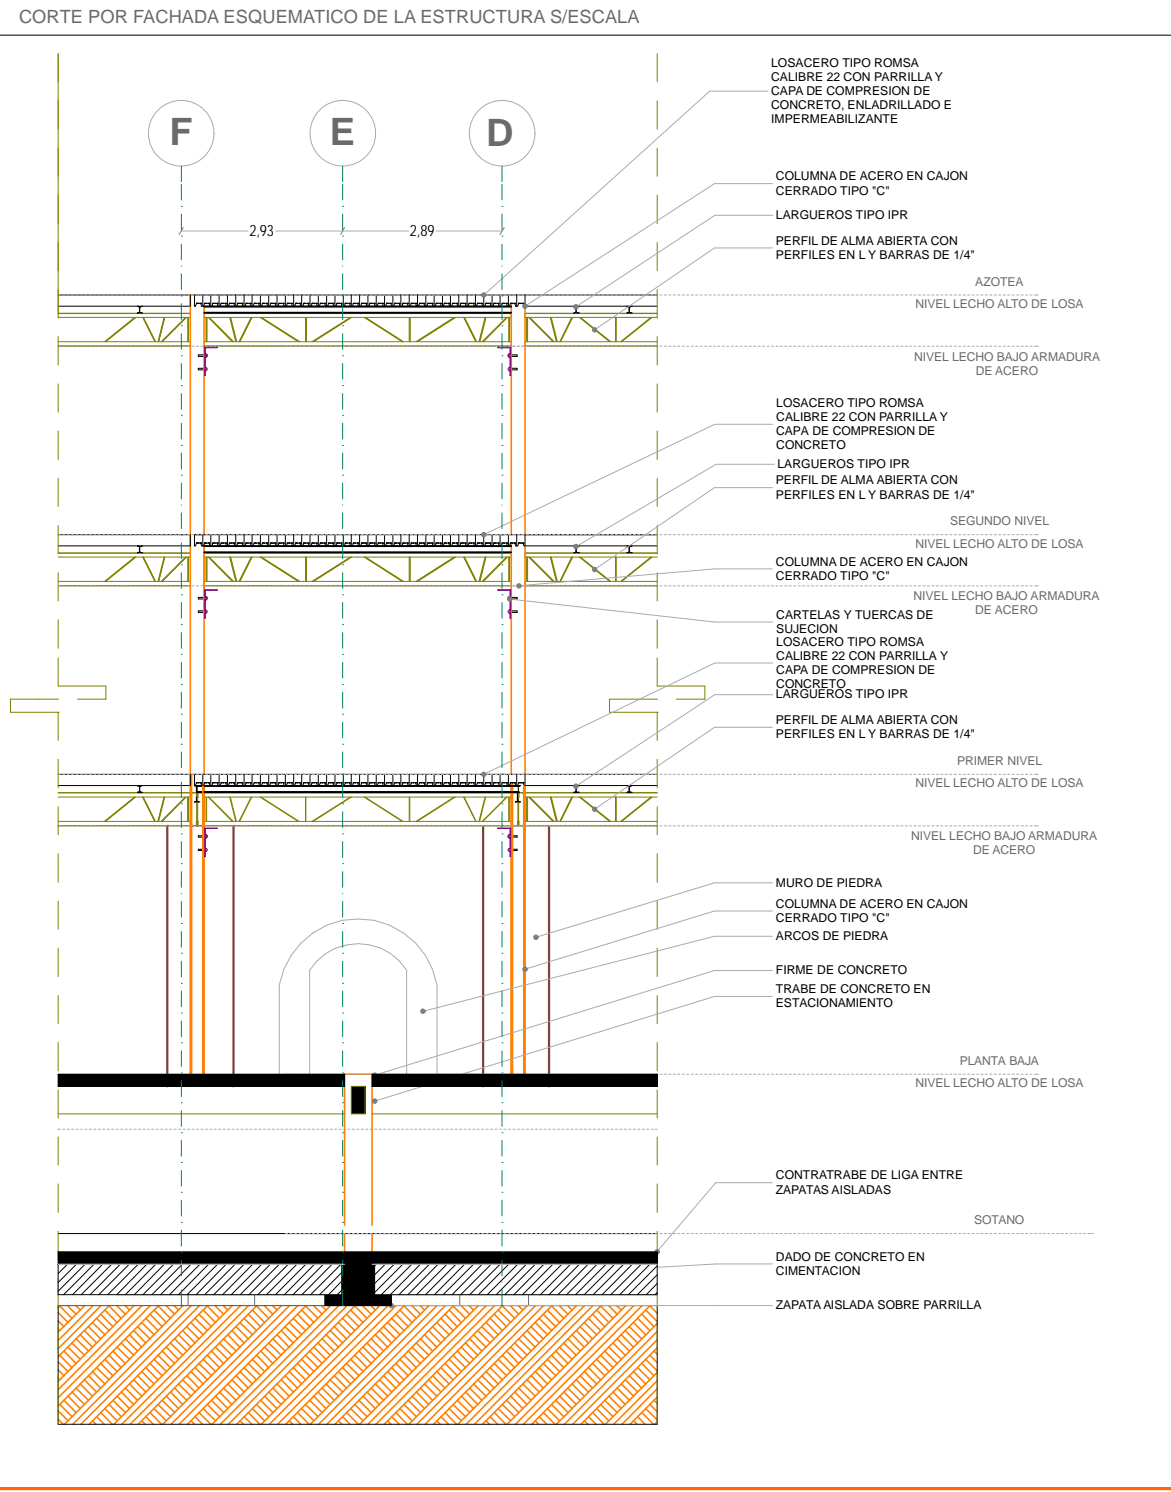 CORTE POR FACHADA ESQUEMATICO DE LA ESTRUCTURA S/ESCALA
F
E
D
2,93
2,89
LOSACERO TIPO ROMSA
CALIBRE 22 CON PARRILLA Y
CAPA DE COMPRESION DE
CONCRETO, ENLADRILLADO E
IMPERMEABILIZANTE
COLUMNA DE ACERO EN CAJON
CERRADO TIPO "C"
LARGUEROS TIPO IPR
PERFIL DE ALMA ABIERTA CON
PERFILES EN L Y BARRAS DE 1/4"
AZOTEA
NIVEL LECHO ALTO DE LOSA
NIVEL LECHO BAJO ARMADURA
DE ACERO
LOSACERO TIPO ROMSA
CALIBRE 22 CON PARRILLA Y
CAPA DE COMPRESION DE
CONCRETO
LARGUEROS TIPO IPR
PERFIL DE ALMA ABIERTA CON
PERFILES EN L Y BARRAS DE 1/4"
SEGUNDO NIVEL
NIVEL LECHO ALTO DE LOSA
COLUMNA DE ACERO EN CAJON
CERRADO TIPO "C"
NIVEL LECHO BAJO ARMADURA
DE ACERO
CARTELAS Y TUERCAS DE
SUJECION
LOSACERO TIPO ROMSA
CALIBRE 22 CON PARRILLA Y
CAPA DE COMPRESION DE
CONCRETO
LARGUEROS TIPO IPR
PERFIL DE ALMA ABIERTA CON
PERFILES EN L Y BARRAS DE 1/4"
PRIMER NIVEL
NIVEL LECHO ALTO DE LOSA
NIVEL LECHO BAJO ARMADURA
DE ACERO
MURO DE PIEDRA
COLUMNA DE ACERO EN CAJON
CERRADO TIPO "C"
ARCOS DE PIEDRA
FIRME DE CONCRETO
TRABE DE CONCRETO EN
ESTACIONAMIENTO
PLANTA BAJA
NIVEL LECHO ALTO DE LOSA
CONTRATRABE DE LIGA ENTRE
ZAPATAS AISLADAS
SOTANO
DADO DE CONCRETO EN
CIMENTACION
ZAPATA AISLADA SOBRE PARRILLA